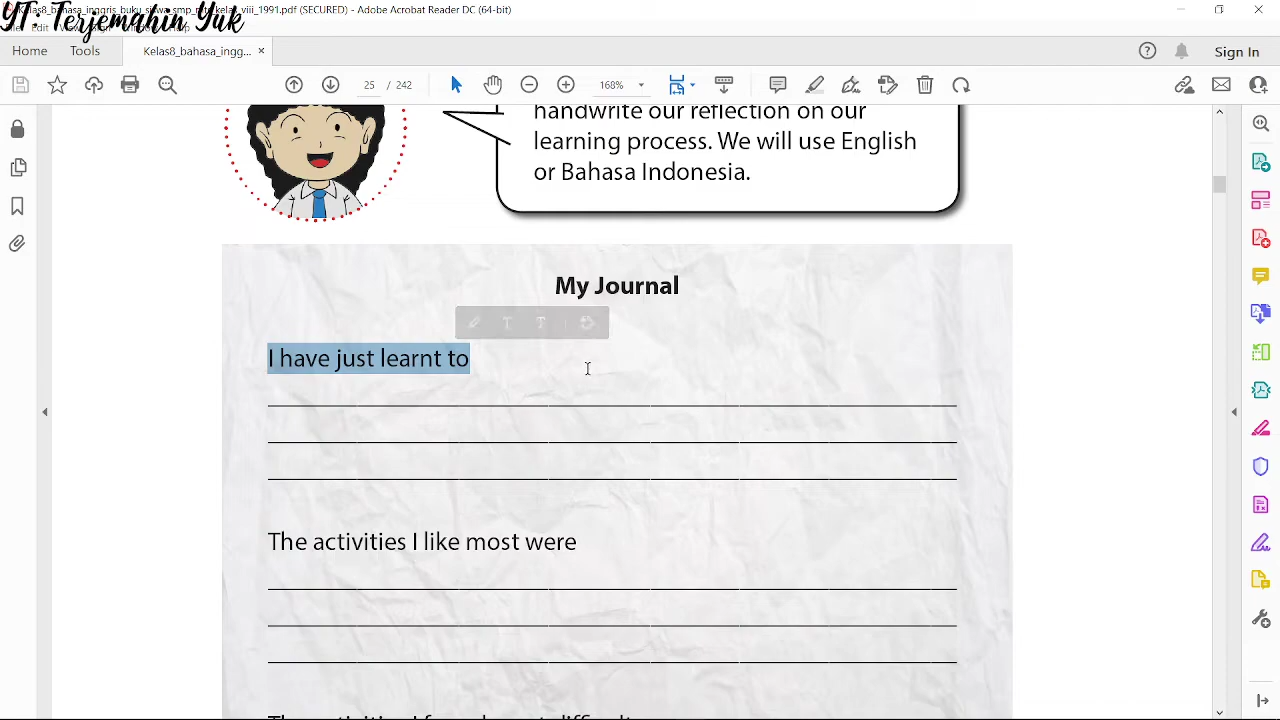 YT: Terjemahin Yuk
Kelas8_bahasa_inggris_buku_siswa_smp_mts_kelas_viii_1991.pdf (SECURED) - Adobe Acrobat Reader DC (64-bit)
Home Tools Kelas8_bahasa_ingg... × Sign In
25 / 242 168%
handwrite our reflection on our
learning process. We will use English
or Bahasa Indonesia.
My Journal
I have just learnt to
The activities I like most were